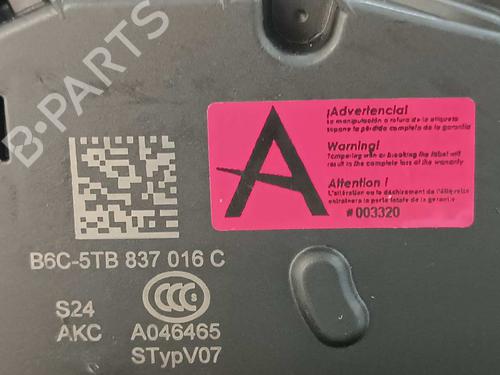 B-PARTS
¡Advertencia!
La manipulación o rotura de la etiqueta
supone la pérdida completa de la garantía
Warning!
Tampering with or breaking the label will
result in the complete loss of the warranty
Attention !
L'altération ou le déchirement de l'étiquette
entraînera la perte totale de la garantie
#003320
A
B6C-5TB 837 016 C
CCC
S24
AKC A046465
STypV07